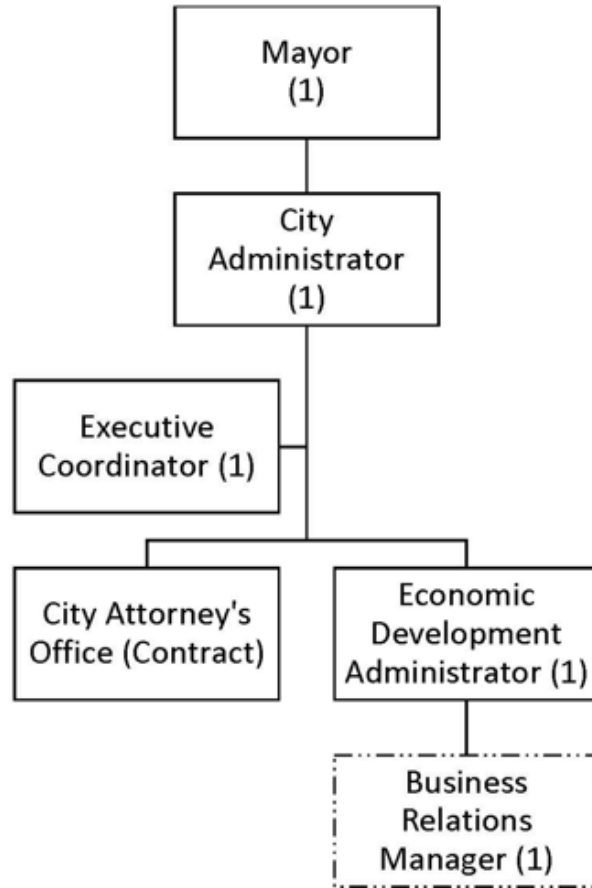 Mayor
(1)
City
Administrator
(1)
Executive
Coordinator (1)
City Attorney's
Office (Contract)
Economic
Development
Administrator (1)
Business
Relations
Manager (1)